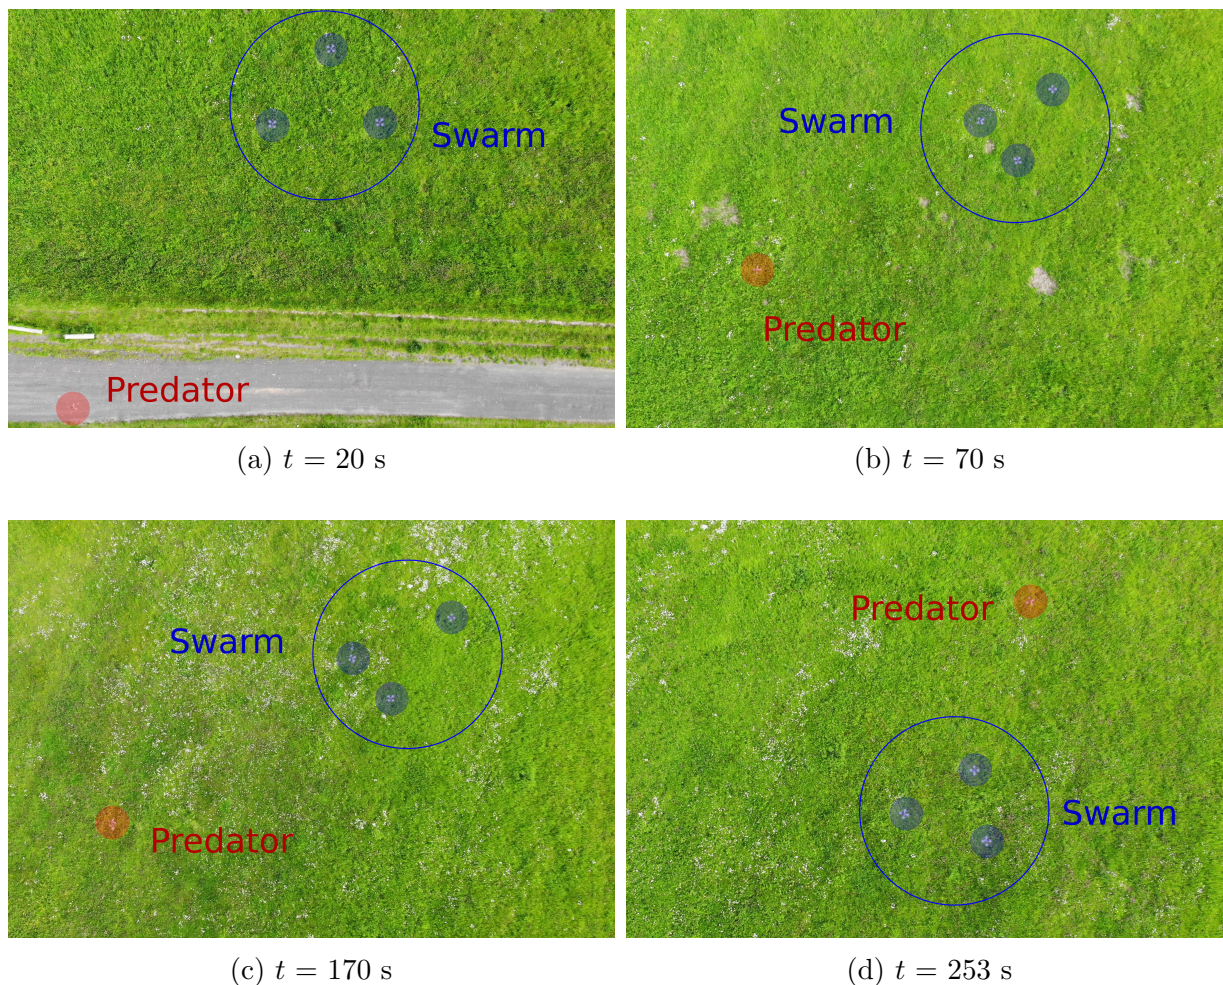 Swarm
Predator
(a) t = 20 s
Swarm
Predator
(b) t = 70 s
Swarm
Predator
(c) t = 170 s
Predator
Swarm
(d) t = 253 s